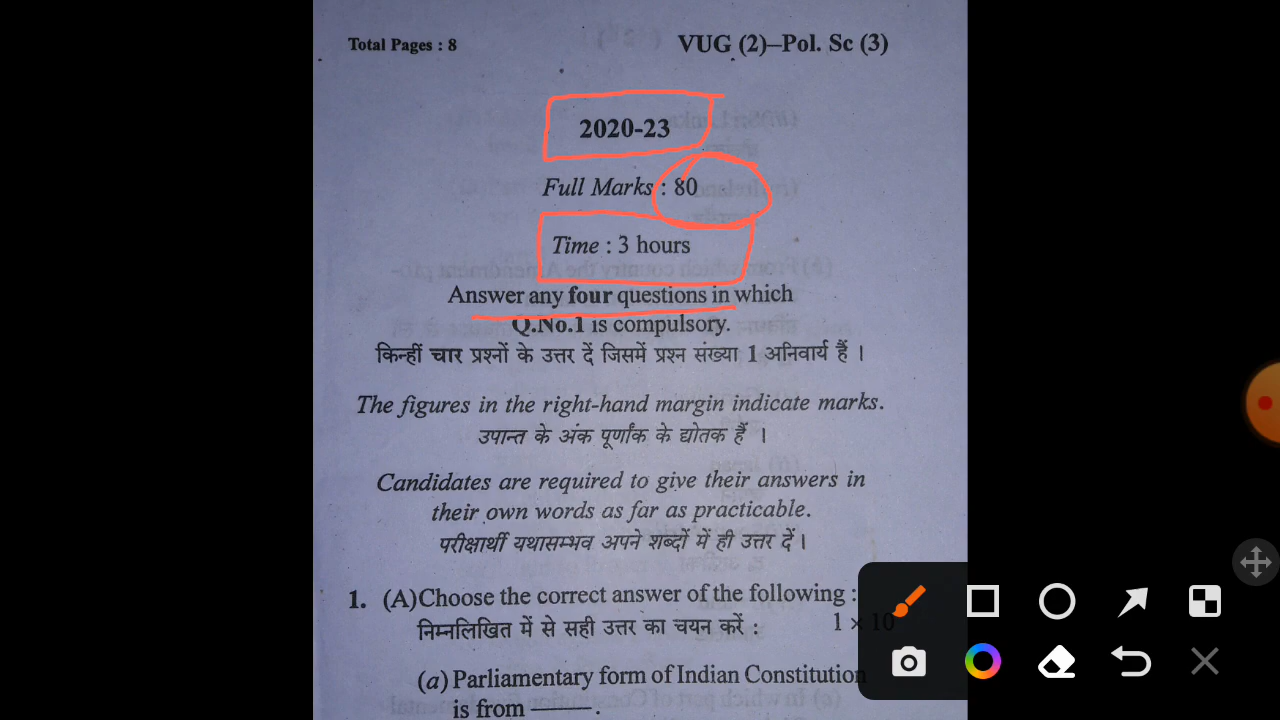 Total Pages : 8
VUG (2)–Pol. Sc (3)
2020-23
Full Marks : 80
Time : 3 hours
Answer any four questions in which
Q.No.1 is compulsory.
किन्हीं चार प्रश्नों के उत्तर दें जिसमें प्रश्न संख्या 1 अनिवार्य हैं ।
The figures in the right-hand margin indicate marks.
उपान्त के अंक पूर्णांक के द्योतक हैं ।
Candidates are required to give their answers in
their own words as far as practicable.
परीक्षार्थी यथासम्भव अपने शब्दों में ही उत्तर दें ।
1. (A) Choose the correct answer of the following :
निम्नलिखित में से सही उत्तर का चयन करें : 1 × 10
(a) Parliamentary form of Indian Constitution
is from ———.